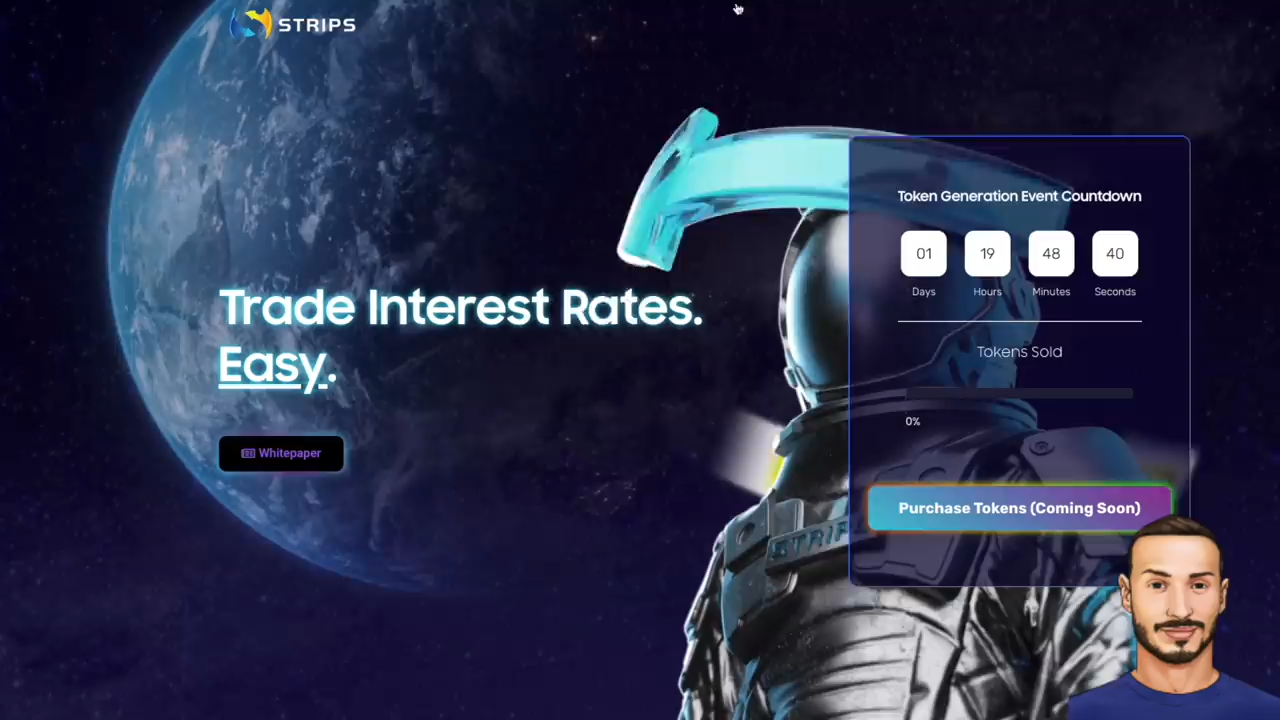 STRIPS
Trade Interest Rates.
Easy.
Whitepaper
Token Generation Event Countdown
01 19 48 40
Days Hours Minutes Seconds
Tokens Sold
0%
Purchase Tokens (Coming Soon)
STRIP